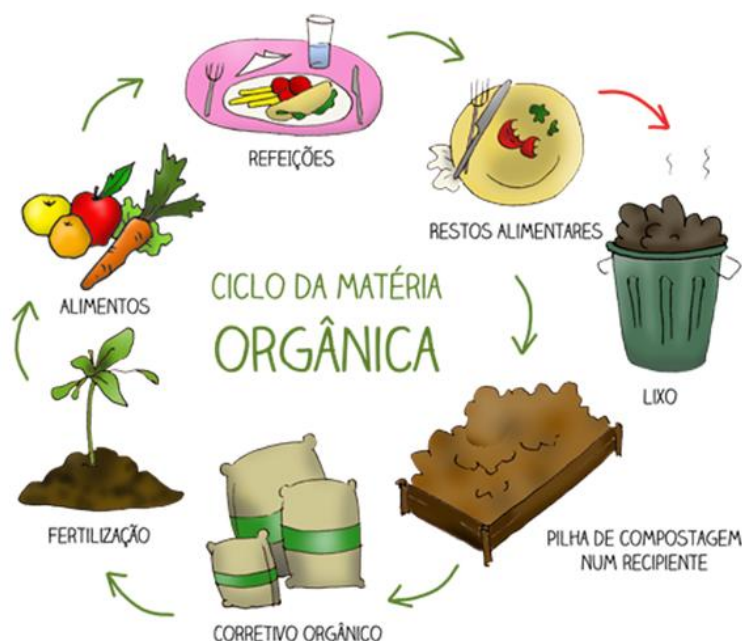 REFEIÇÕES
RESTOS ALIMENTARES
LIXO
ALIMENTOS
CICLO DA MATÉRIA
ORGÂNICA
PILHA DE COMPOSTAGEM
NUM RECIPIENTE
FERTILIZAÇÃO
CORRETIVO ORGÂNICO